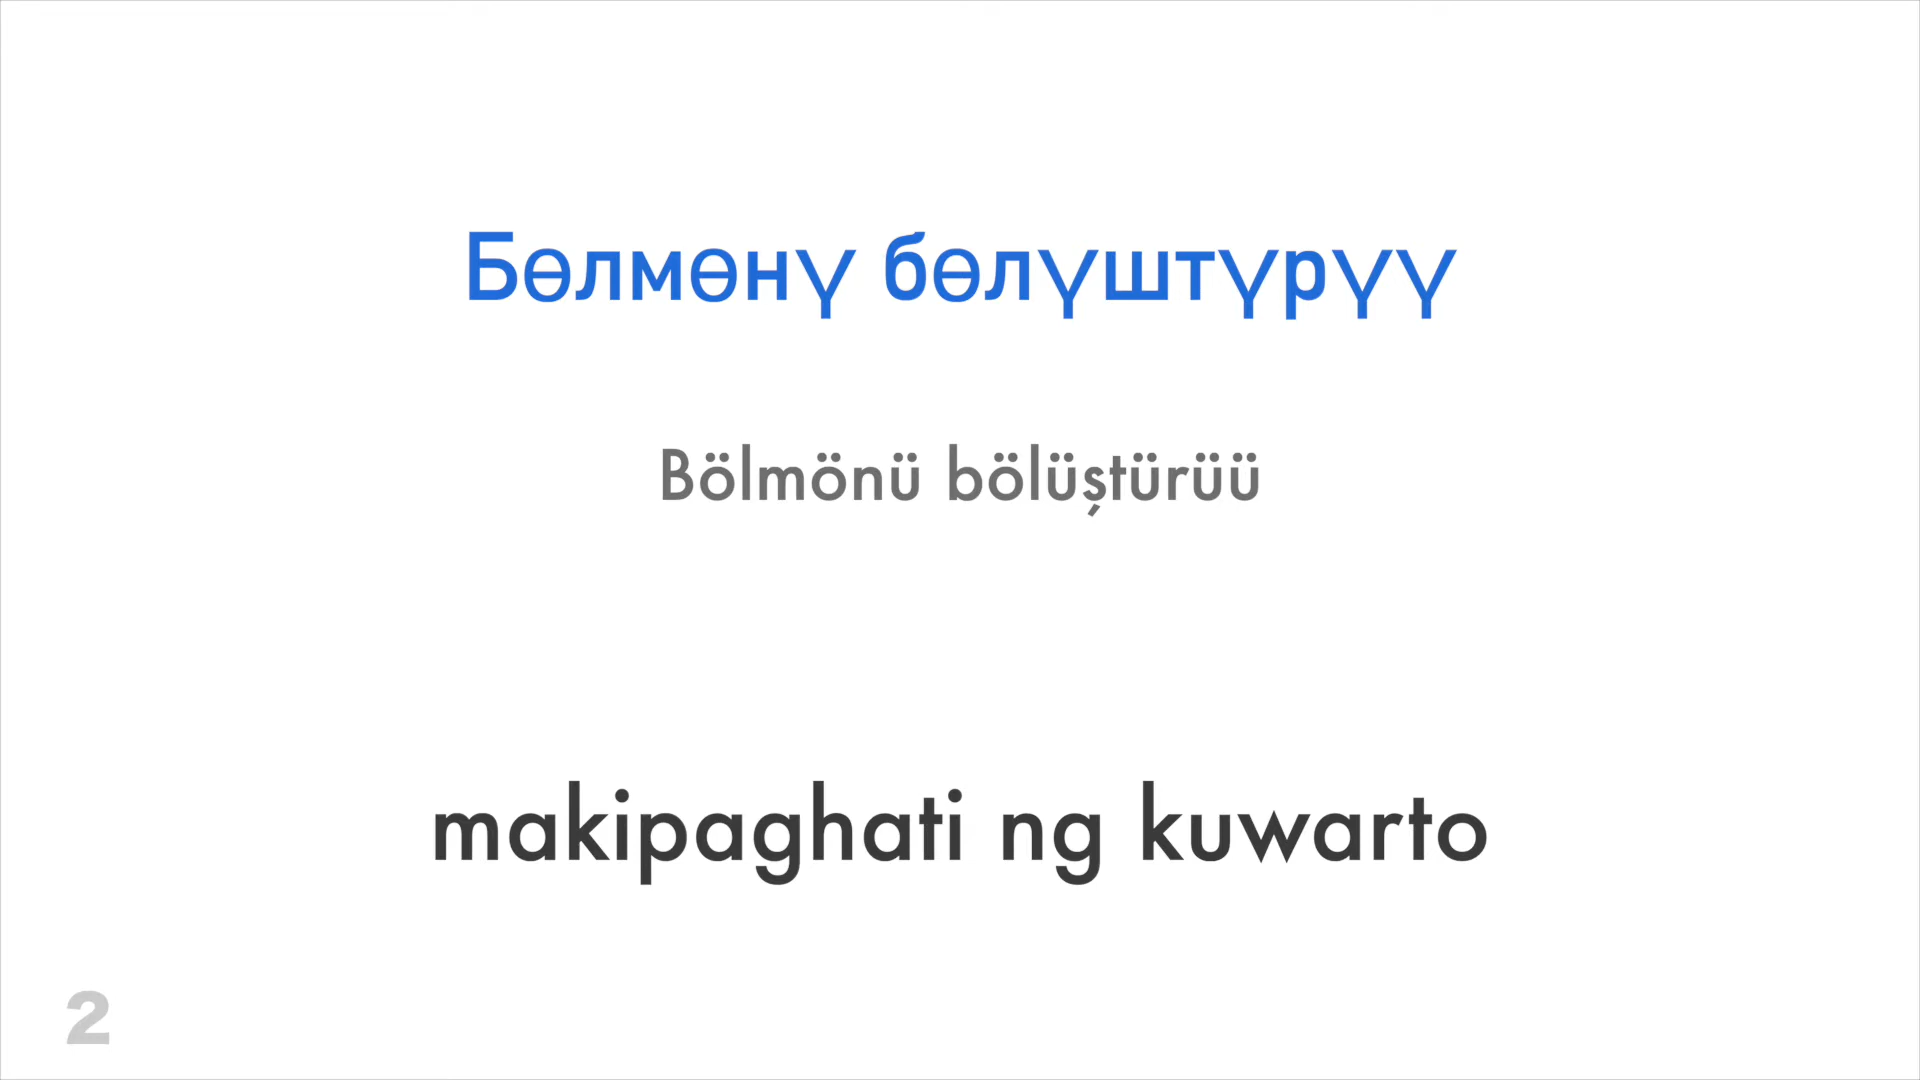 Бөлмөнү бөлүштүрүү
Bölmönü bölüştürüü
makipaghati ng kuwarto
2